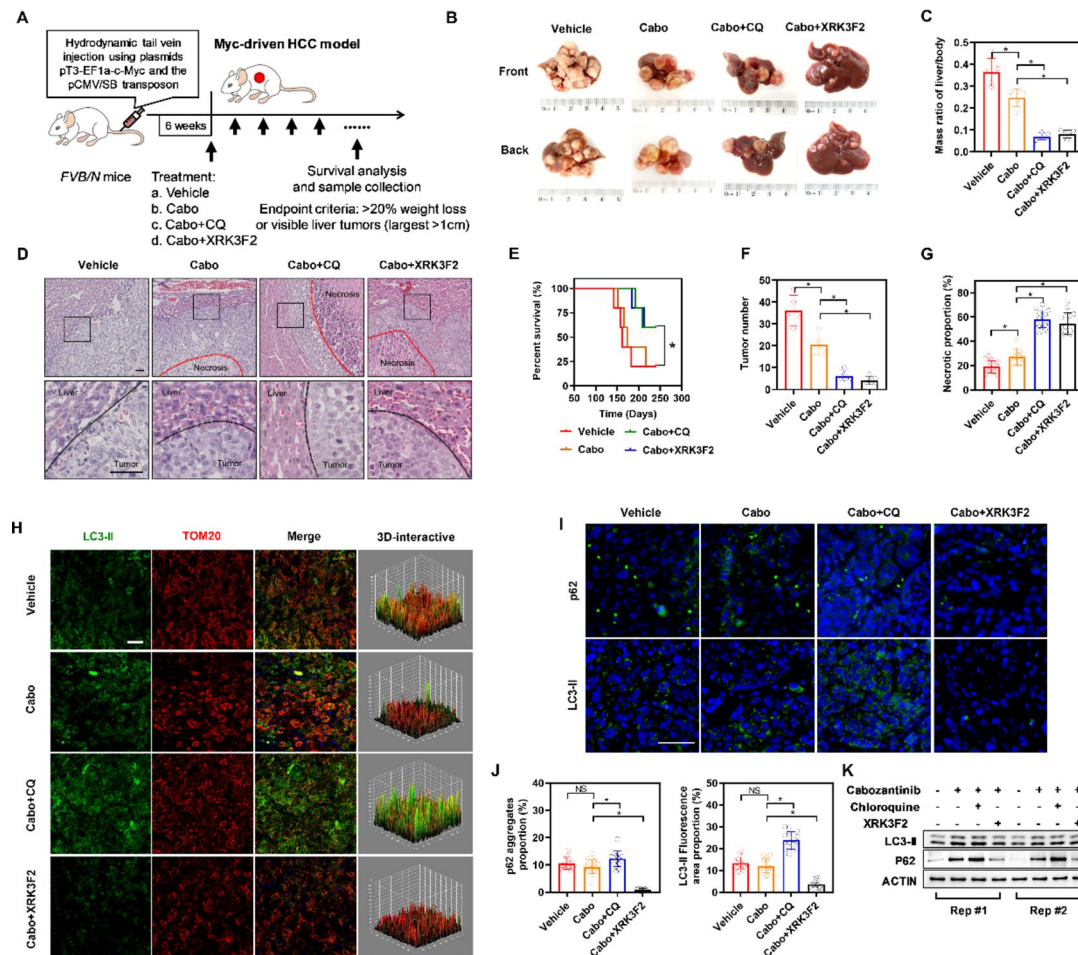 A
Hydrodynamic tail vein
injection using plasmids
pT3-EF1a-c-Myc and the
pCMV/SB transposon
Myc-driven HCC model
6 weeks
FVB/N mice
Treatment:
a. Vehicle
b. Cabo
c. Cabo+CQ
d. Cabo+XRK3F2
Survival analysis
and sample collection
Endpoint criteria: >20% weight loss
or visible liver tumors (largest >1cm)
B
Vehicle Cabo Cabo+CQ Cabo+XRK3F2
Front
Back
C
Mass ratio of liver/body
0.5
0.4
0.3
0.2
0.1
0.0
* * *
Vehicle
Cabo
Cabo+CQ
Cabo+XRK3F2
D
Vehicle Cabo Cabo+CQ Cabo+XRK3F2
Necrosis
Necrosis
Necrosis
Liver
Tumor
Liver
Tumor
Liver
Tumor
Liver
Tumor
E
Percent survival (%)
100
80
60
40
20
0
50 100 150 200 250 300
Time (Days)
*
Vehicle
Cabo
Cabo+CQ
Cabo+XRK3F2
F
Tumor number
50
40
30
20
10
0
* * *
Vehicle
Cabo
Cabo+CQ
Cabo+XRK3F2
G
Necrotic proportion (%)
100
80
60
40
20
0
* * *
Vehicle
Cabo
Cabo+CQ
Cabo+XRK3F2
H
LC3-II TOM20 Merge 3D-interactive
Vehicle
Cabo
Cabo+CQ
Cabo+XRK3F2
I
Vehicle Cabo Cabo+CQ Cabo+XRK3F2
p62
LC3-II
J
p62 aggregates
proportion (%)
40
30
20
10
0
NS * *
Vehicle
Cabo
Cabo+CQ
Cabo+XRK3F2
LC3-II Fluorescence
area proportion (%)
50
40
30
20
10
0
NS * *
Vehicle
Cabo
Cabo+CQ
Cabo+XRK3F2
K
Cabozantinib - + + + - + + +
Chloroquine - - + - - - + -
XRK3F2 - - - + - - - +
LC3-II
P62
ACTIN
Rep #1 Rep #2